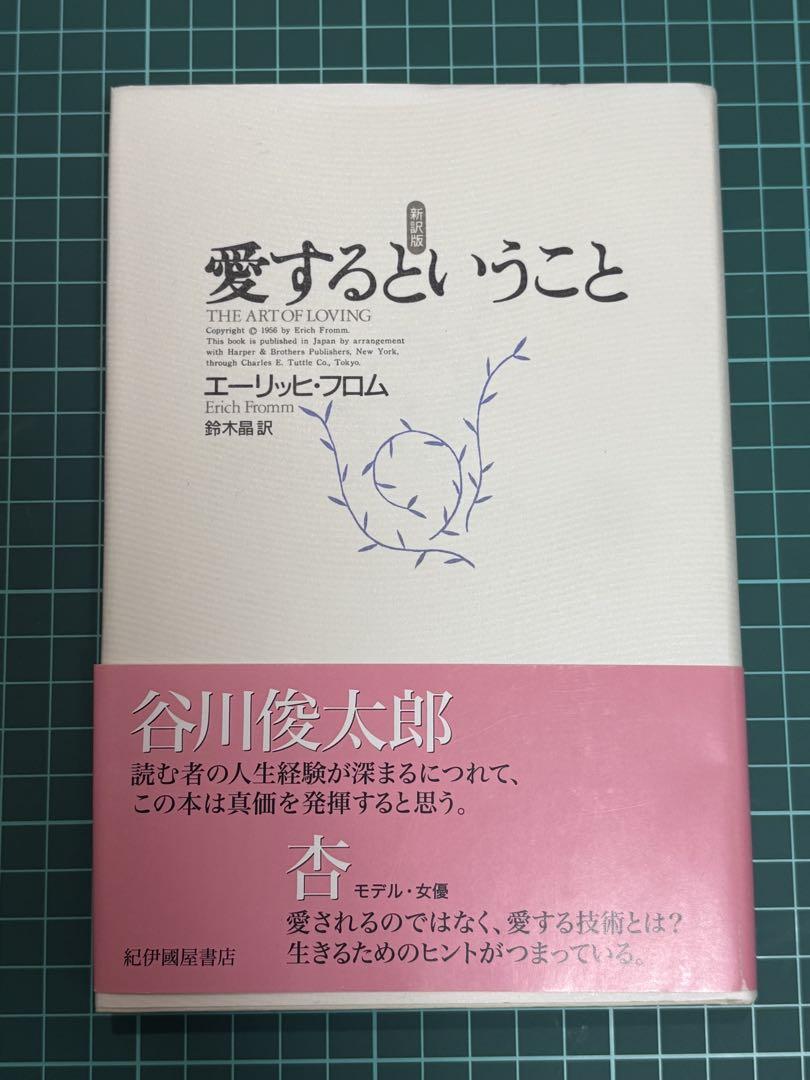 新訳版
愛するということ
THE ART OF LOVING
Copyright © 1956 by Erich Fromm.
This book is published in Japan by arrangement
with Harper & Brothers Publishers, New York,
through Charles E. Tuttle Co., Tokyo.
エーリッヒ・フロム
Erich Fromm
鈴木晶 訳
谷川俊太郎
読む者の人生経験が深まるにつれて、
この本は真価を発揮すると思う。
杏 モデル・女優
愛されるのではなく、愛する技術とは?
生きるためのヒントがつまっている。
紀伊國屋書店